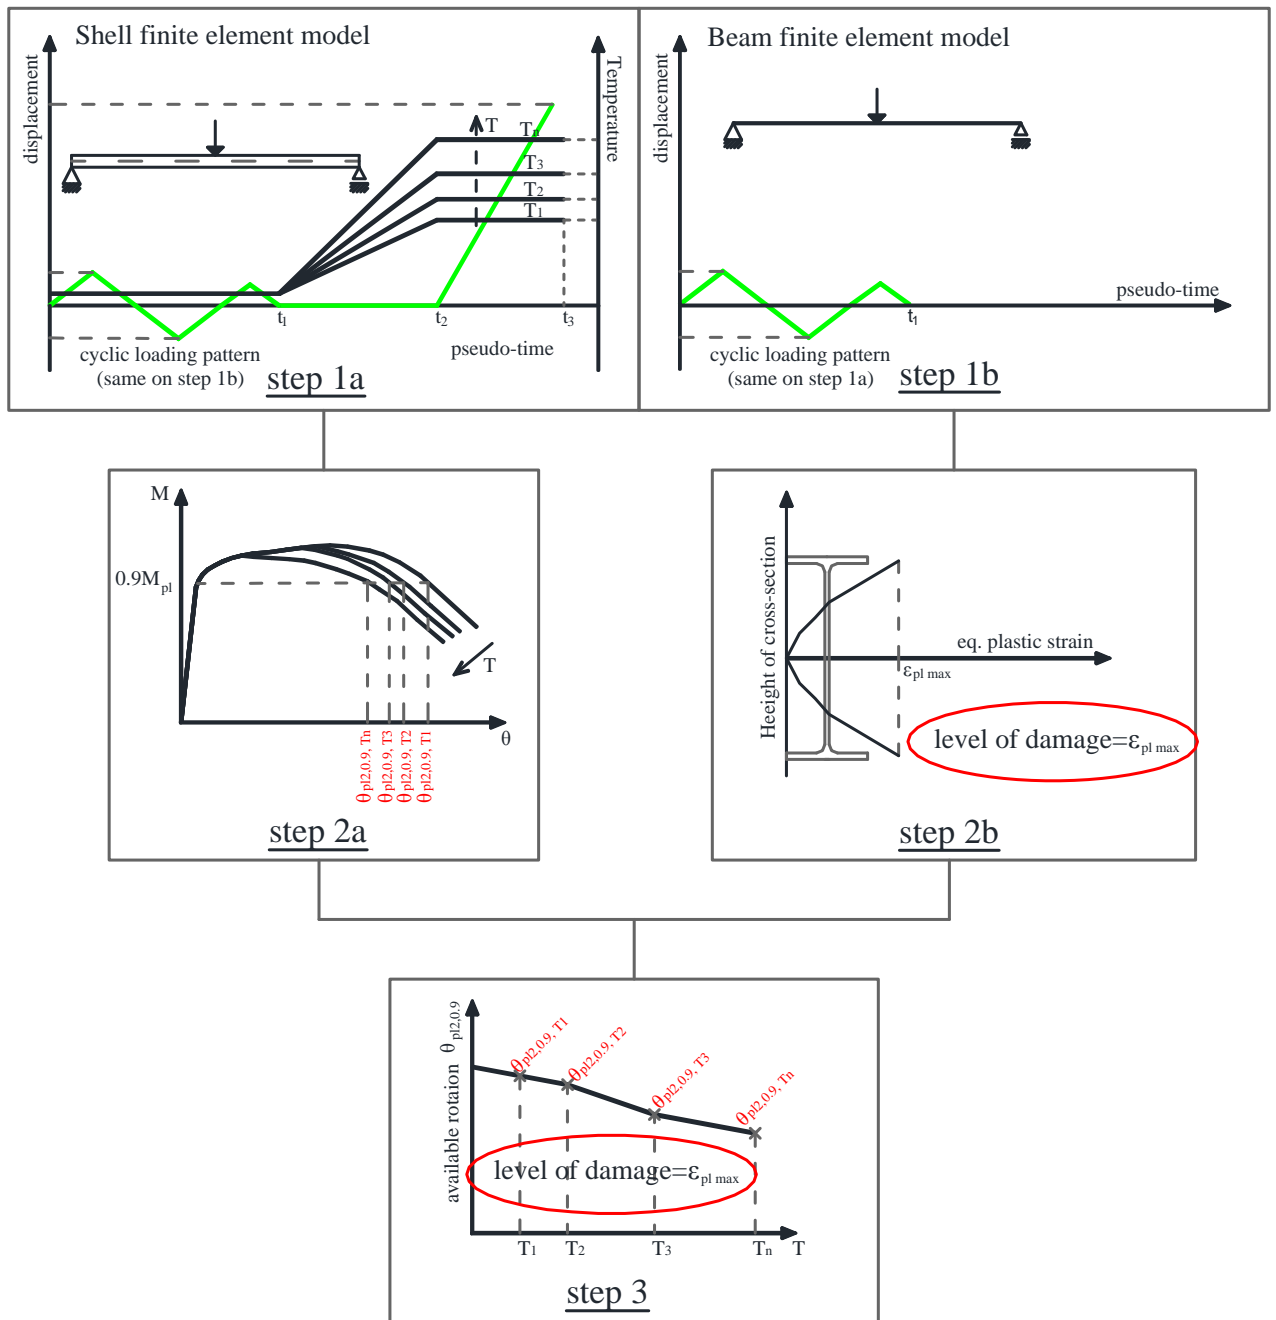 Shell finite element model
displacement
Temperature
T
Tn
T3
T2
T1
t1
t2
t3
pseudo-time
cyclic loading pattern
(same on step 1b)
step 1a
Beam finite element model
displacement
pseudo-time
t1
cyclic loading pattern
(same on step 1a)
step 1b
M
0.9Mpl
T
θ
θpl2,0.9, Tn
θpl2,0.9, T3
θpl2,0.9, T2
θpl2,0.9, T1
step 2a
Heeight of cross-section
eq. plastic strain
εpl max
level of damage=εpl max
step 2b
available rotaion θpl2,0.9
θpl2,0.9, T1
θpl2,0.9, T2
θpl2,0.9, T3
θpl2,0.9, Tn
level of damage=εpl max
T1
T2
T3
Tn
T
step 3